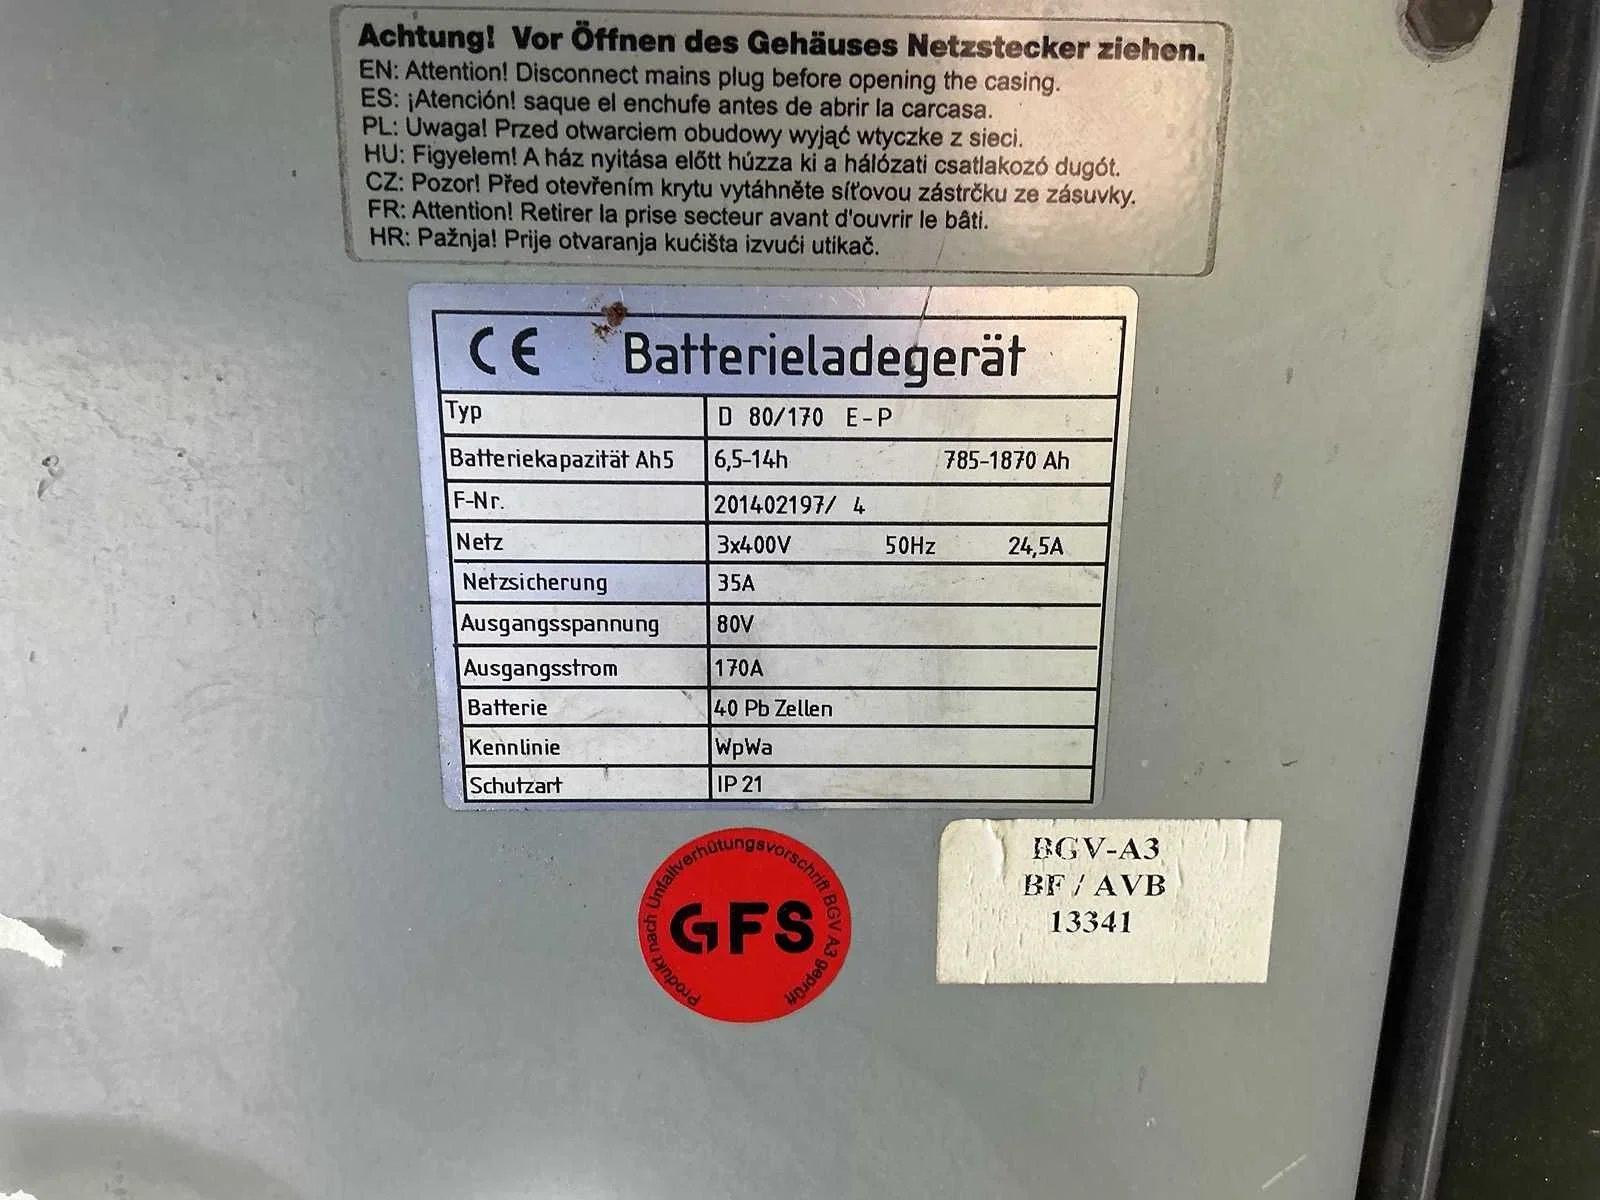 Achtung! Vor Öffnen des Gehäuses Netzstecker ziehen.
EN: Attention! Disconnect mains plug before opening the casing.
ES: ¡Atención! saque el enchufe antes de abrir la carcasa.
PL: Uwaga! Przed otwarciem obudowy wyjąć wtyczke z sieci.
HU: Figyelem! A ház nyitása előtt húzza ki a hálózati csatlakozó dugót.
CZ: Pozor! Před otevřením krytu vytáhněte síťovou zástrčku ze zásuvky.
FR: Attention! Retirer la prise secteur avant d'ouvrir le bâti.
HR: Pažnja! Prije otvaranja kućišta izvući utikač.
CE Batterieladegerät
Typ D 80/170 E-P
Batteriekapazität Ah5 6,5-14h 785-1870 Ah
F-Nr. 201402197/ 4
Netz 3x400V 50Hz 24,5A
Netzsicherung 35A
Ausgangsspannung 80V
Ausgangsstrom 170A
Batterie 40 Pb Zellen
Kennlinie WpWa
Schutzart IP 21
Produkt nach Unfallverhütungsvorschrift BGV A3 geprüft
GFS
BGV-A3
BF / AVB
13341